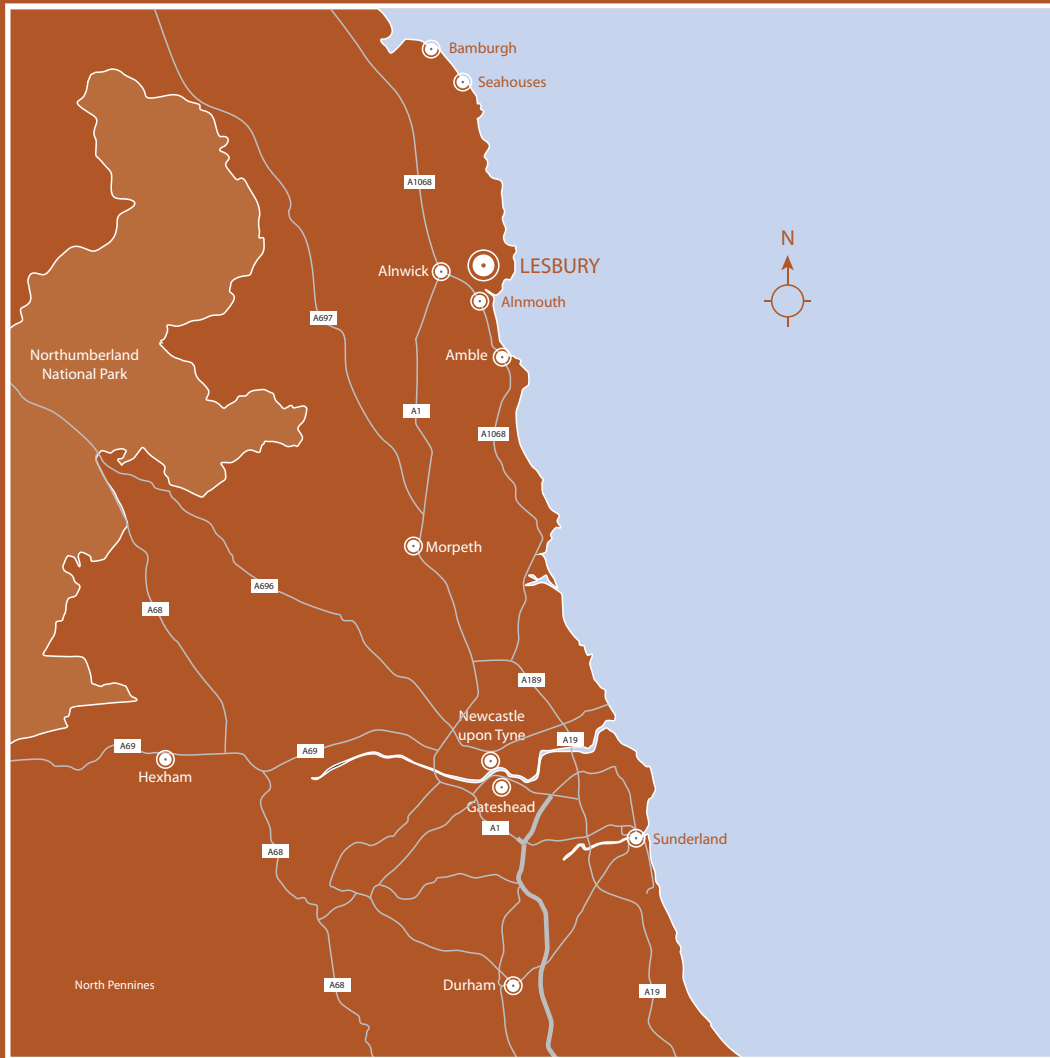 Bamburgh
Seahouses
A1068
N
LESBURY
Alnwick
Alnmouth
A697
Northumberland
National Park
Amble
A1
A1068
Morpeth
A696
A68
A189
Newcastle
upon Tyne
A69
A69
A19
Hexham
Gateshead
A1
Sunderland
A68
North Pennines
A68
Durham
A19